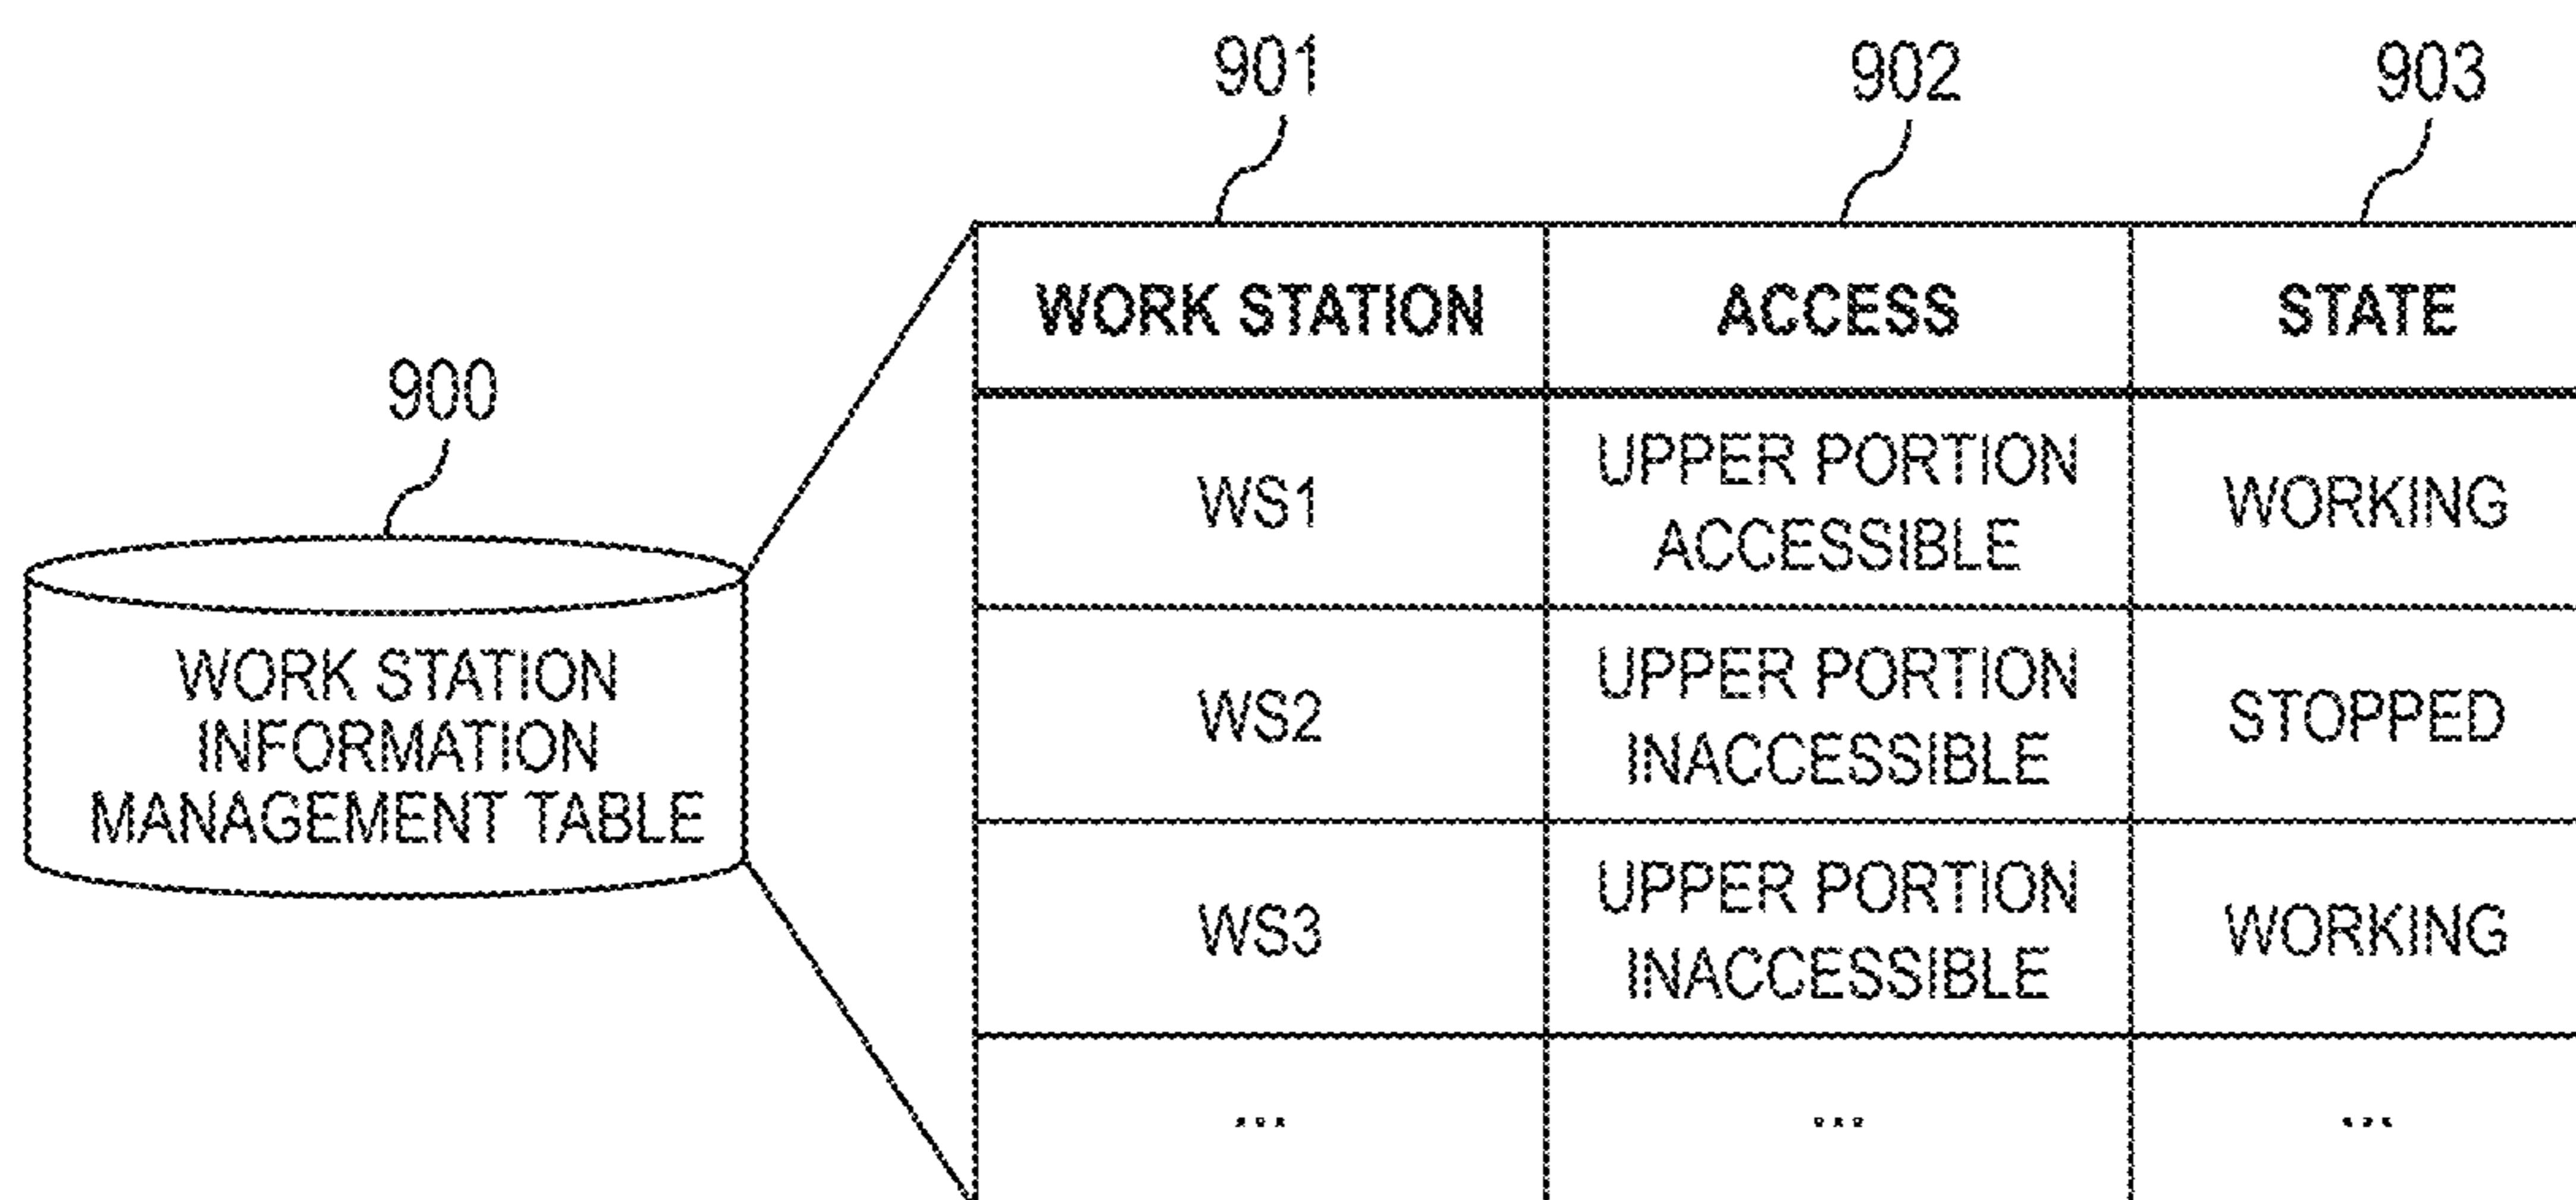 901
902
903
WORK STATION
ACCESS
STATE
900
WS1
UPPER PORTION
ACCESSIBLE
WORKING
WORK STATION
INFORMATION
MANAGEMENT TABLE
WS2
UPPER PORTION
INACCESSIBLE
STOPPED
WS3
UPPER PORTION
INACCESSIBLE
WORKING
...
...
...